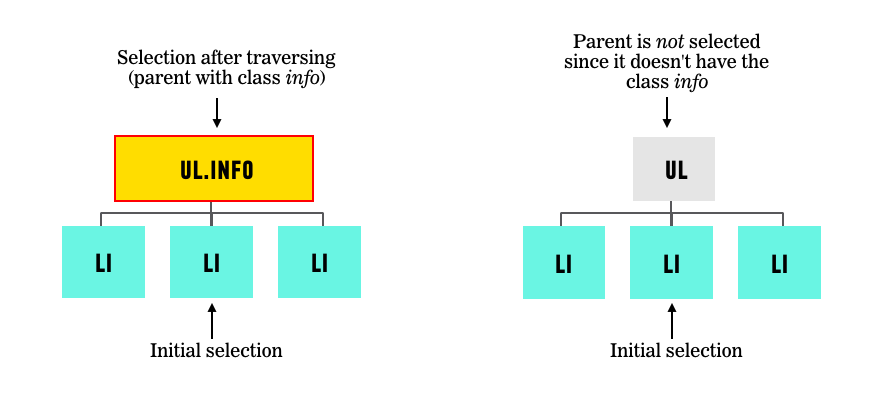 Selection after traversing
(parent with class info)
UL.INFO
LI
LI
LI
Initial selection
Parent is not selected
since it doesn't have the
class info
UL
LI
LI
LI
Initial selection